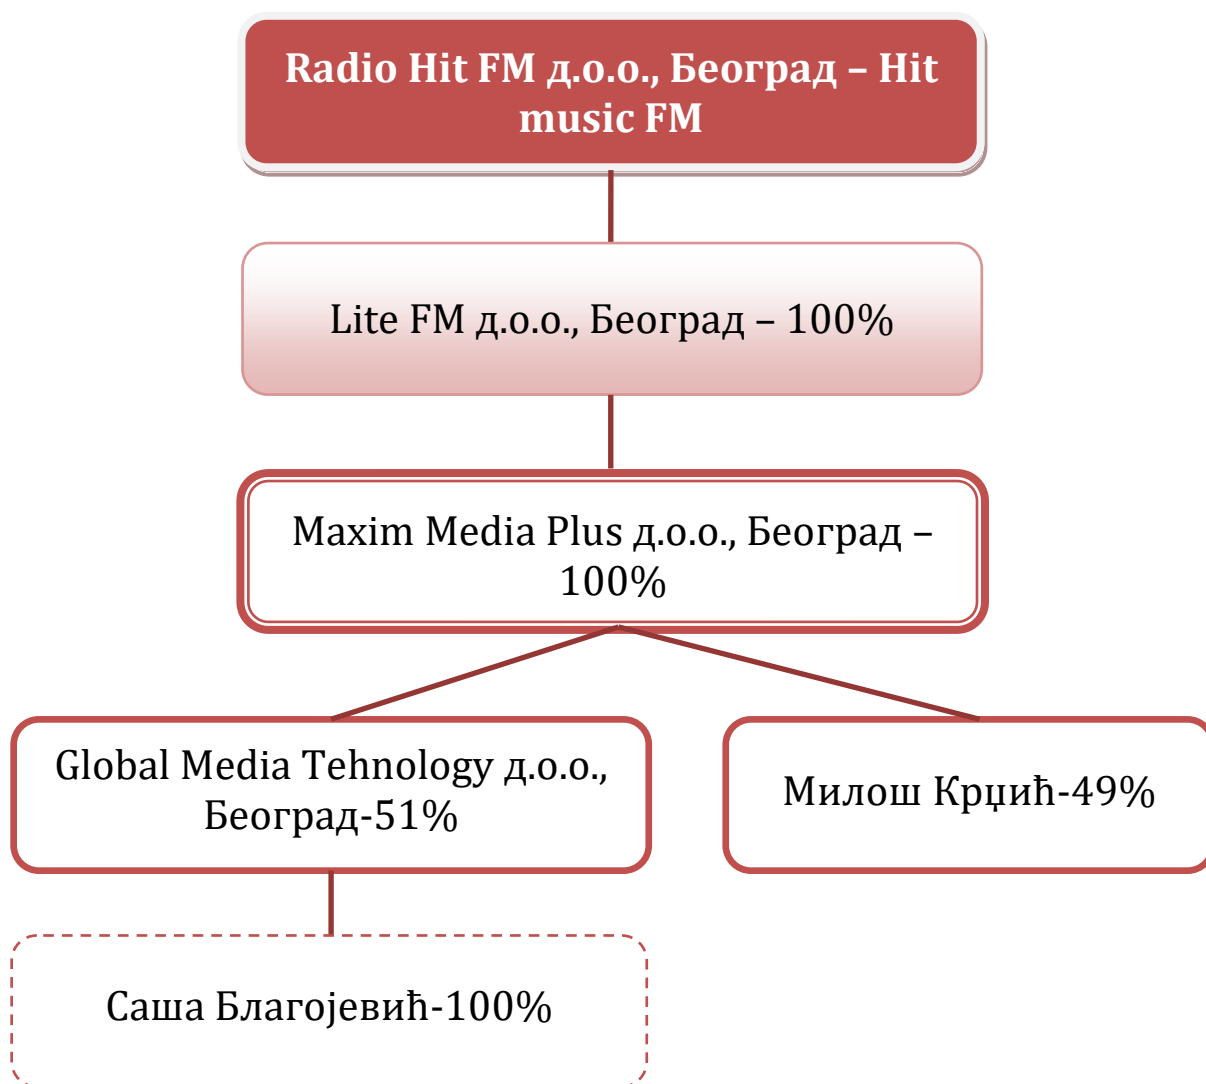 Radio Hit FM д.о.о., Београд – Hit
music FM
Lite FM д.о.о., Београд – 100%
Maxim Media Plus д.о.о., Београд –
100%
Global Media Tehnology д.о.о.,
Београд-51%
Милош Крџић-49%
Саша Благојевић-100%